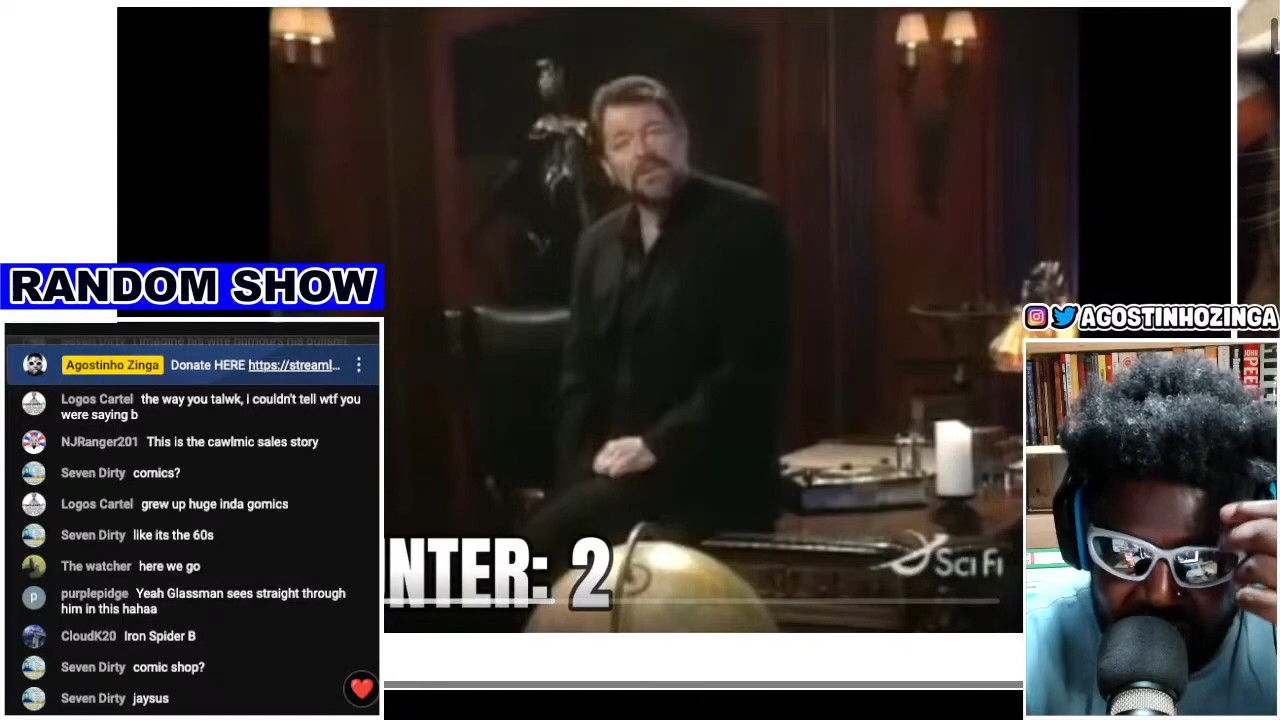 RANDOM SHOW
Agostinho Zinga Donate HERE https://streaml...
Logos Cartel the way you talwk, i couldn't tell wtf you
were saying b
NJRanger201 This is the cawlmic sales story
Seven Dirty comics?
Logos Cartel grew up huge inda gomics
Seven Dirty like its the 60s
The watcher here we go
purplepidge Yeah Glassman sees straight through
him in this hahaa
CloudK20 Iron Spider B
Seven Dirty comic shop?
Seven Dirty jaysus
NTER: 2
Sci Fi
AGOSTINHOZINGA